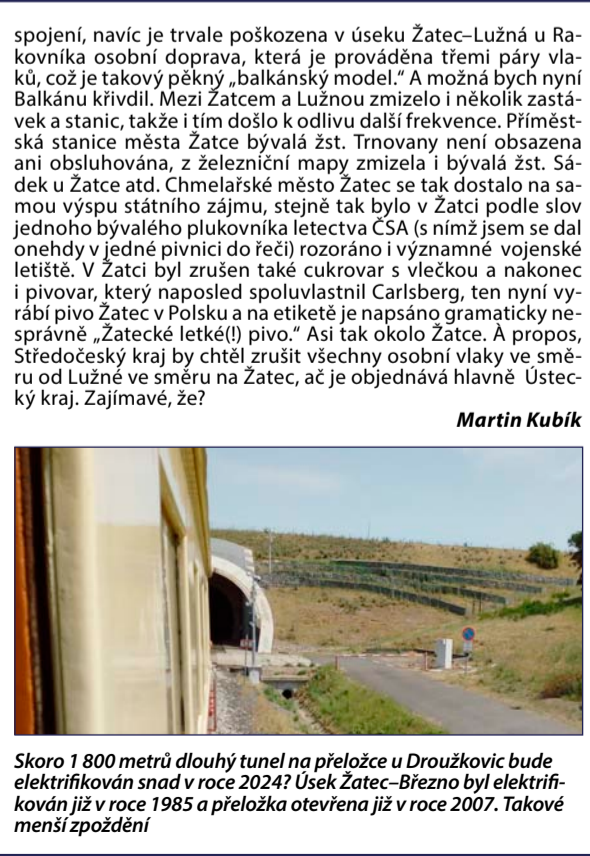 spojení, navíc je trvale poškozena v úseku Žatec–Lužná u Ra-
kovníka osobní doprava, která je prováděna třemi páry vla-
ků, což je takový pěkný „balkánský model.“ A možná bych nyní
Balkánu křivdil. Mezi Žatcem a Lužnou zmizelo i několik zastá-
vek a stanic, takže i tím došlo k odlivu další frekvence. Příměst-
ská stanice města Žatce bývalá žst. Trnovany není obsazena
ani obsluhována, z železniční mapy zmizela i bývalá žst. Sá-
dek u Žatce atd. Chmelařské město Žatec se tak dostalo na sa-
mou výspu státního zájmu, stejně tak bylo v Žatci podle slov
jednoho bývalého plukovníka letectva ČSA (s nímž jsem se dal
onehdy v jedné pivnici do řeči) rozoráno i významné vojenské
letiště. V Žatci byl zrušen také cukrovar s vlečkou a nakonec
i pivovar, který naposled spoluvlastnil Carlsberg, ten nyní vy-
rábí pivo Žatec v Polsku a na etiketě je napsáno gramaticky ne-
správně „Žatecké letké(!) pivo.“ Asi tak okolo Žatce. À propos,
Středočeský kraj by chtěl zrušit všechny osobní vlaky ve smě-
ru od Lužné ve směru na Žatec, ač je objednává hlavně Ústec-
ký kraj. Zajímavé, že?
Martin Kubík
Skoro 1 800 metrů dlouhý tunel na přeložce u Droužkovic bude
elektrifikován snad v roce 2024? Úsek Žatec–Březno byl elektrifi-
kován již v roce 1985 a přeložka otevřena již v roce 2007. Takové
menší zpoždění